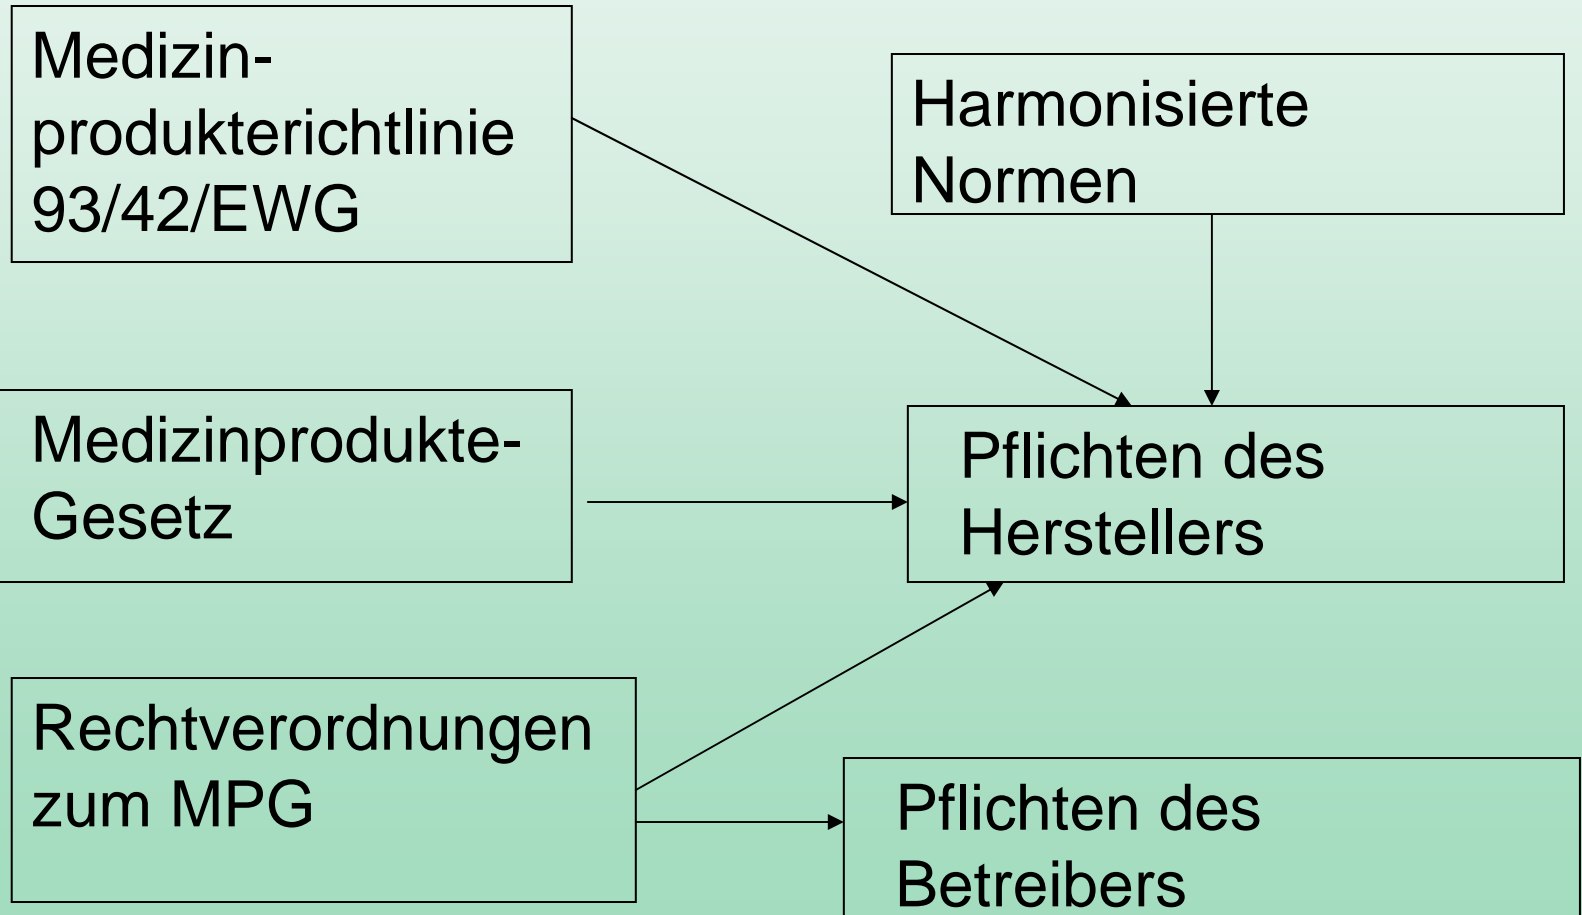 Medizin-
produkterichtlinie
93/42/EWG
Harmonisierte
Normen
Medizinprodukte-
Gesetz
Pflichten des
Herstellers
Rechtverordnungen
zum MPG
Pflichten des
Betreibers